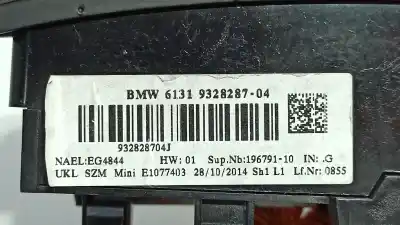 BMW 6131 9328287-04
932828704J
NAEL:EG4844 HW: 01 Sup.Nb:196791-10 IN: .G
UKL SZM Mini E1077403 28/10/2014 Sh1 L1 Lf.Nr: 0855